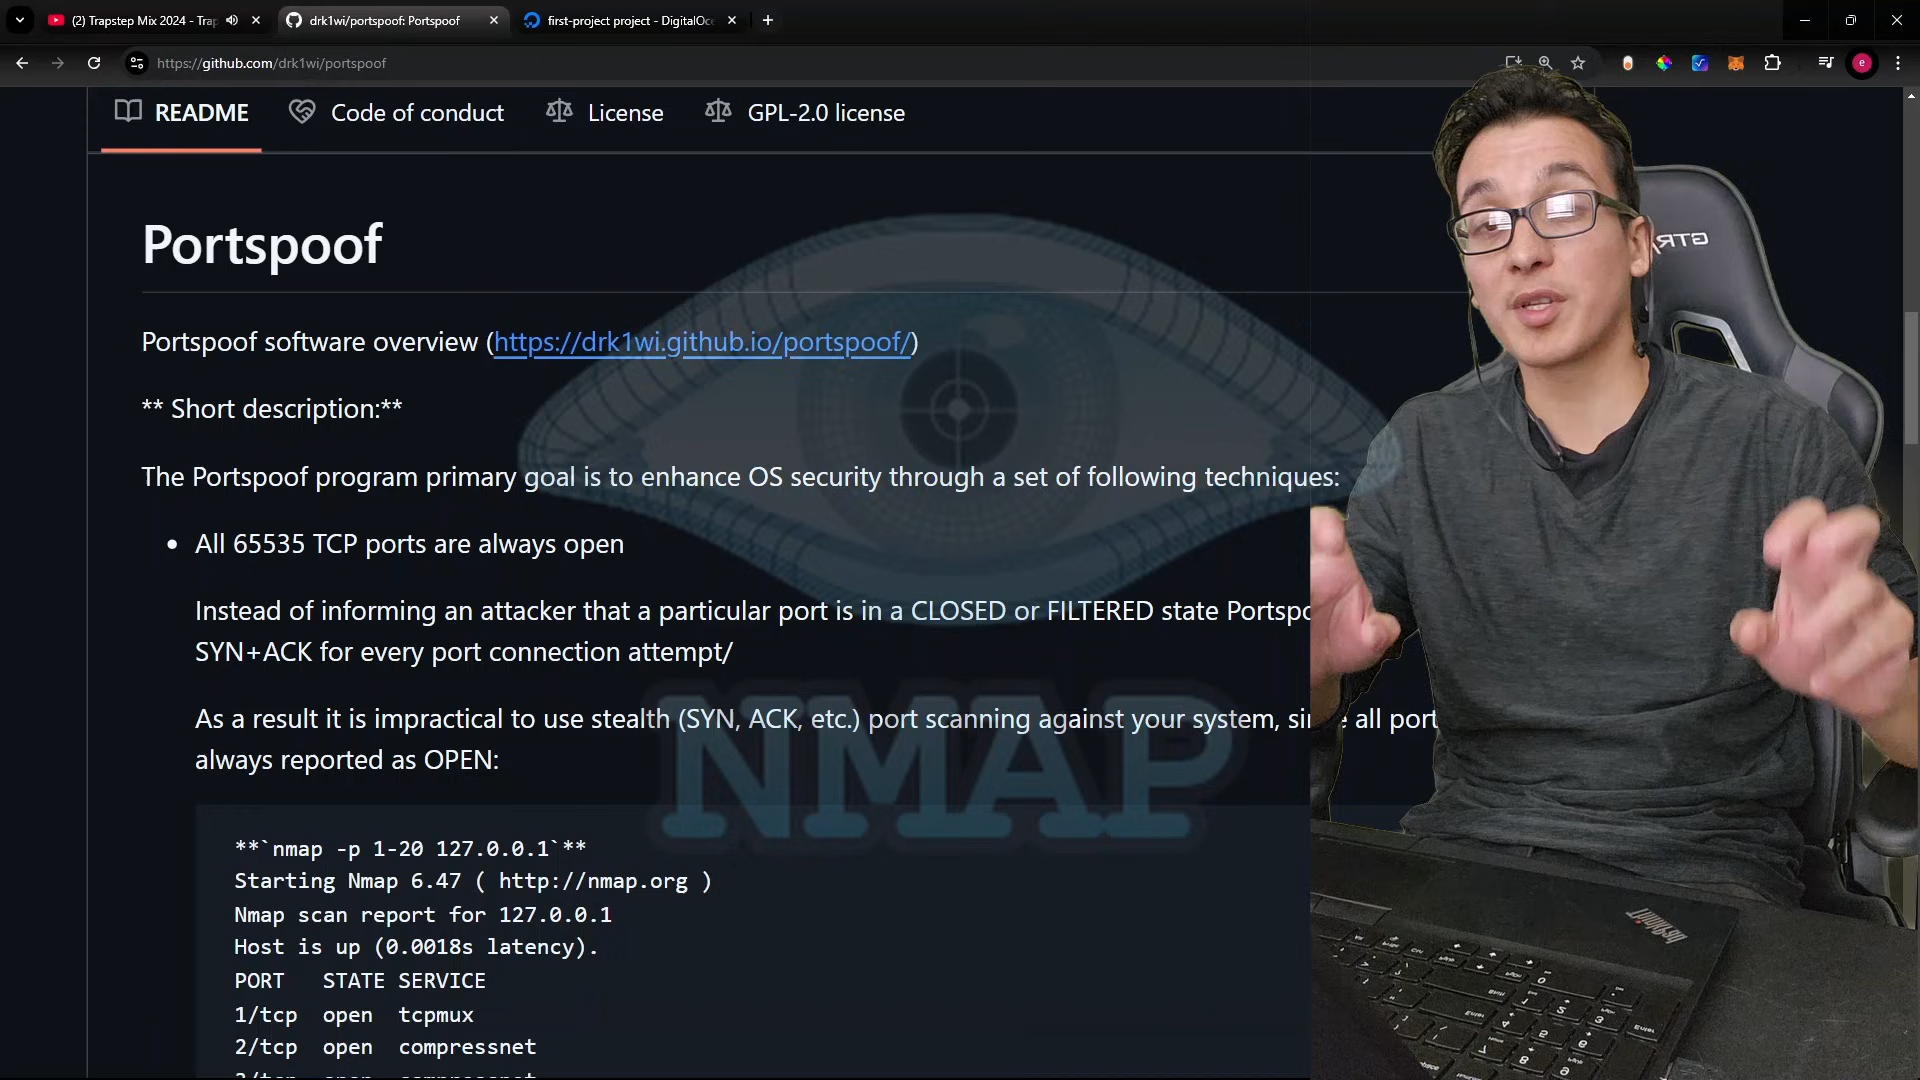 (2) Trapstep Mix 2024 - Trap
drk1wi/portspoof: Portspoof
first-project project - DigitalOce
https://github.com/drk1wi/portspoof
e
README
Code of conduct
License
GPL-2.0 license
Portspoof
Portspoof software overview (https://drk1wi.github.io/portspoof/)
** Short description:**
The Portspoof program primary goal is to enhance OS security through a set of following techniques:
• All 65535 TCP ports are always open
Instead of informing an attacker that a particular port is in a CLOSED or FILTERED state Portspo
SYN+ACK for every port connection attempt/
As a result it is impractical to use stealth (SYN, ACK, etc.) port scanning against your system, since all port
always reported as OPEN:
NMAP
**`nmap -p 1-20 127.0.0.1`**
Starting Nmap 6.47 ( http://nmap.org )
Nmap scan report for 127.0.0.1
Host is up (0.0018s latency).
PORT STATE SERVICE
1/tcp open tcpmux
2/tcp open compressnet
3/tcp open compressnet
GTR